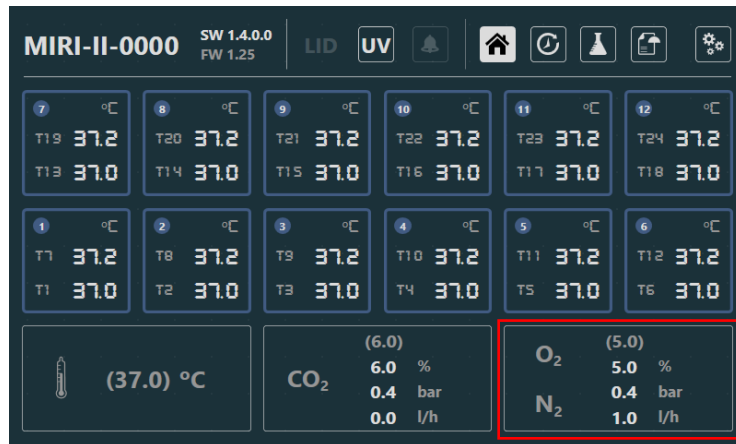 MIRI-II-0000 SW 1.4.0.0 LID UV
FW 1.25
7 °C 8 °C 9 °C 10 °C 11 °C 12 °C
T19 37.2 T20 37.2 T21 37.2 T22 37.2 T23 37.2 T24 37.2
T13 37.0 T14 37.0 T15 37.0 T16 37.0 T17 37.0 T18 37.0
1 °C 2 °C 3 °C 4 °C 5 °C 6 °C
T7 37.2 T8 37.2 T9 37.2 T10 37.2 T11 37.2 T12 37.2
T1 37.0 T2 37.0 T3 37.0 T4 37.0 T5 37.0 T6 37.0
(37.0) °C
CO₂
(6.0)
6.0 %
0.4 bar
0.0 l/h
O₂
N₂
(5.0)
5.0 %
0.4 bar
1.0 l/h